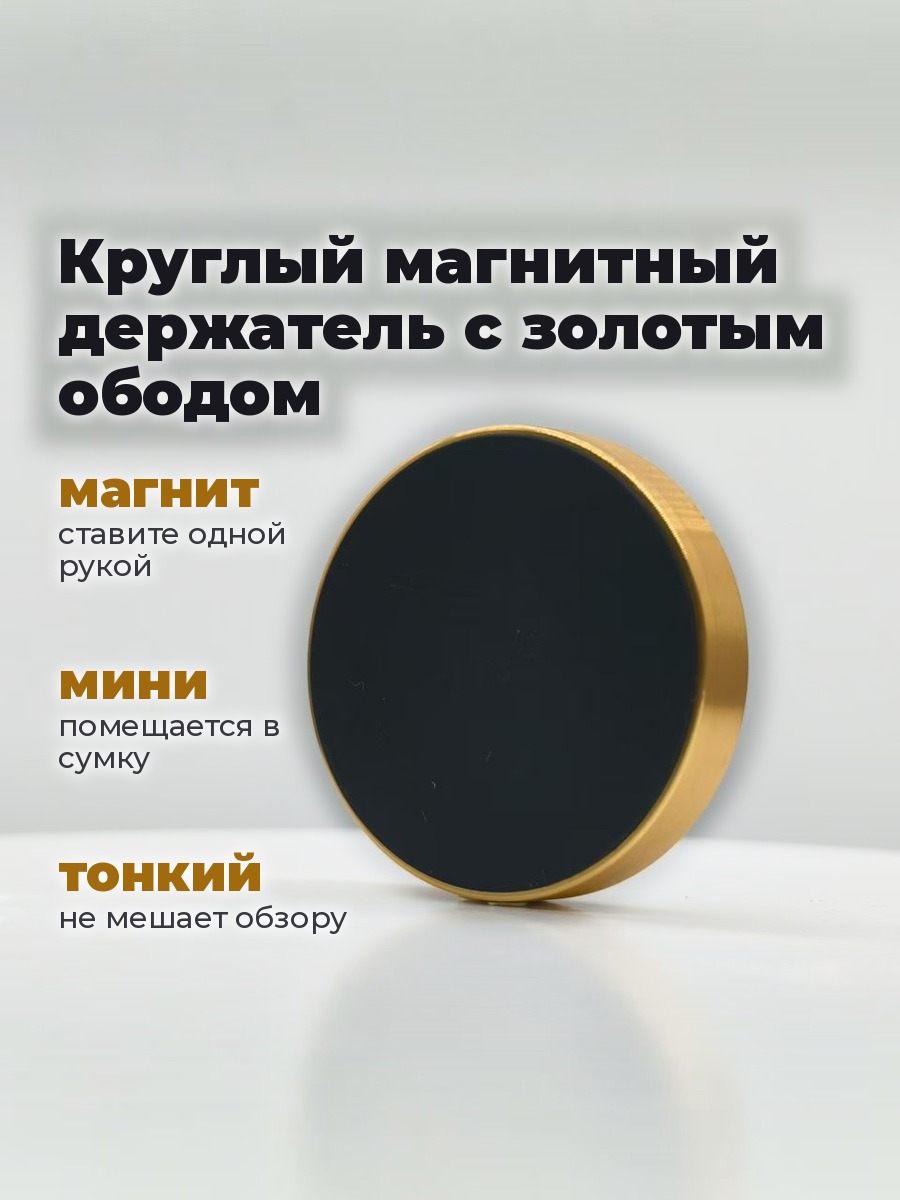 Круглый магнитный
держатель с золотым
ободом
магнит
ставите одной
рукой
мини
помещается в
сумку
тонкий
не мешает обзору